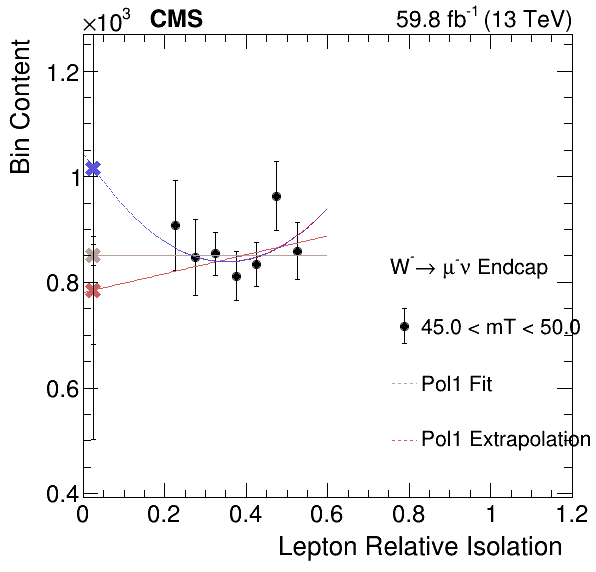 ×10³ CMS 59.8 fb⁻¹ (13 TeV)
Bin Content
1.2
1
0.8
0.6
0.4
W⁻→ μ⁻ν Endcap
45.0 < mT < 50.0
Pol1 Fit
Pol1 Extrapolation
0 0.2 0.4 0.6 0.8 1 1.2
Lepton Relative Isolation